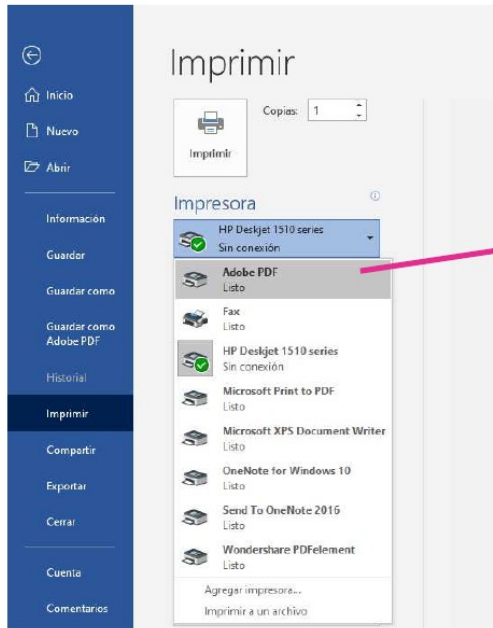 Inicio
Nuevo
Abrir
Información
Guardar
Guardar como
Guardar como
Adobe PDF
Historial
Imprimir
Compartir
Exportar
Cerrar
Cuenta
Comentarios
Imprimir
Copias: 1
Imprimir
Impresora
HP Deskjet 1510 series
Sin conexión
Adobe PDF
Listo
Fax
Listo
HP Deskjet 1510 series
Sin conexión
Microsoft Print to PDF
Listo
Microsoft XPS Document Writer
Listo
OneNote for Windows 10
Listo
Send To OneNote 2016
Listo
Wondershare PDFelement
Listo
Agregar impresora...
Imprimir a un archivo